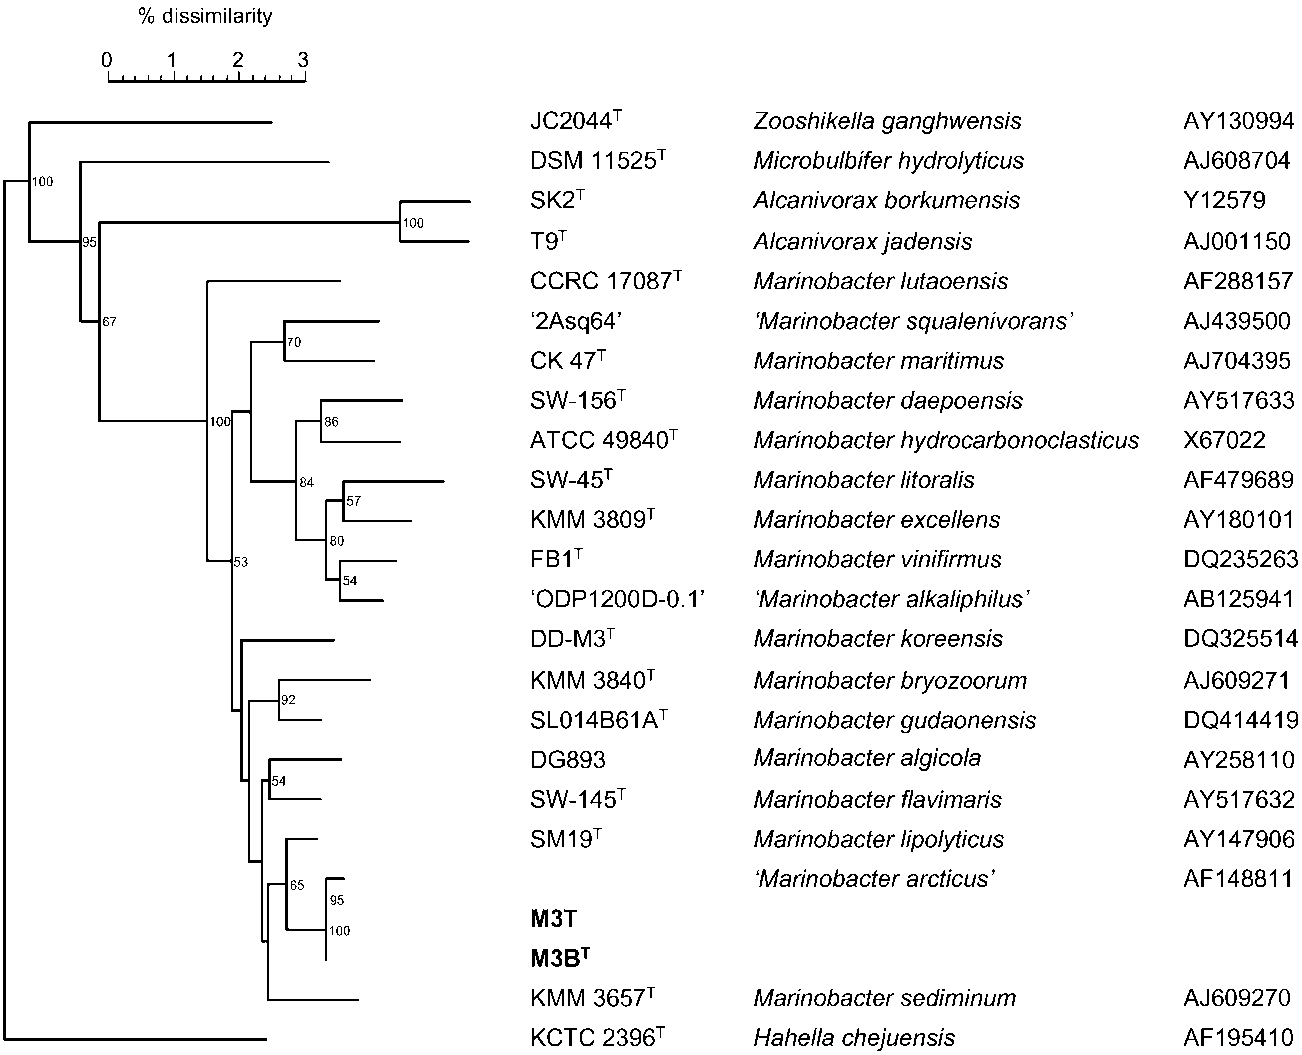 % dissimilarity
0 1 2 3
JC2044ᵀ Zooshikella ganghwensis AY130994
DSM 11525ᵀ Microbulbifer hydrolyticus AJ608704
100
SK2ᵀ Alcanivorax borkumensis Y12579
100
T9ᵀ Alcanivorax jadensis AJ001150
95
CCRC 17087ᵀ Marinobacter lutaoensis AF288157
‘2Asq64’ ‘Marinobacter squalenivorans’ AJ439500
67
70
CK 47ᵀ Marinobacter maritimus AJ704395
SW-156ᵀ Marinobacter daepoensis AY517633
100 86
ATCC 49840ᵀ Marinobacter hydrocarbonoclasticus X67022
SW-45ᵀ Marinobacter litoralis AF479689
84
57
KMM 3809ᵀ Marinobacter excellens AY180101
80
FB1ᵀ Marinobacter vinifirmus DQ235263
53
54
‘ODP1200D-0.1’ ‘Marinobacter alkaliphilus’ AB125941
DD-M3ᵀ Marinobacter koreensis DQ325514
KMM 3840ᵀ Marinobacter bryozoorum AJ609271
92
SL014B61Aᵀ Marinobacter gudaonensis DQ414419
DG893 Marinobacter algicola AY258110
54
SW-145ᵀ Marinobacter flavimaris AY517632
SM19ᵀ Marinobacter lipolyticus AY147906
‘Marinobacter arcticus’ AF148811
65
95
M3T
100
M3Bᵀ
KMM 3657ᵀ Marinobacter sediminum AJ609270
KCTC 2396ᵀ Hahella chejuensis AF195410